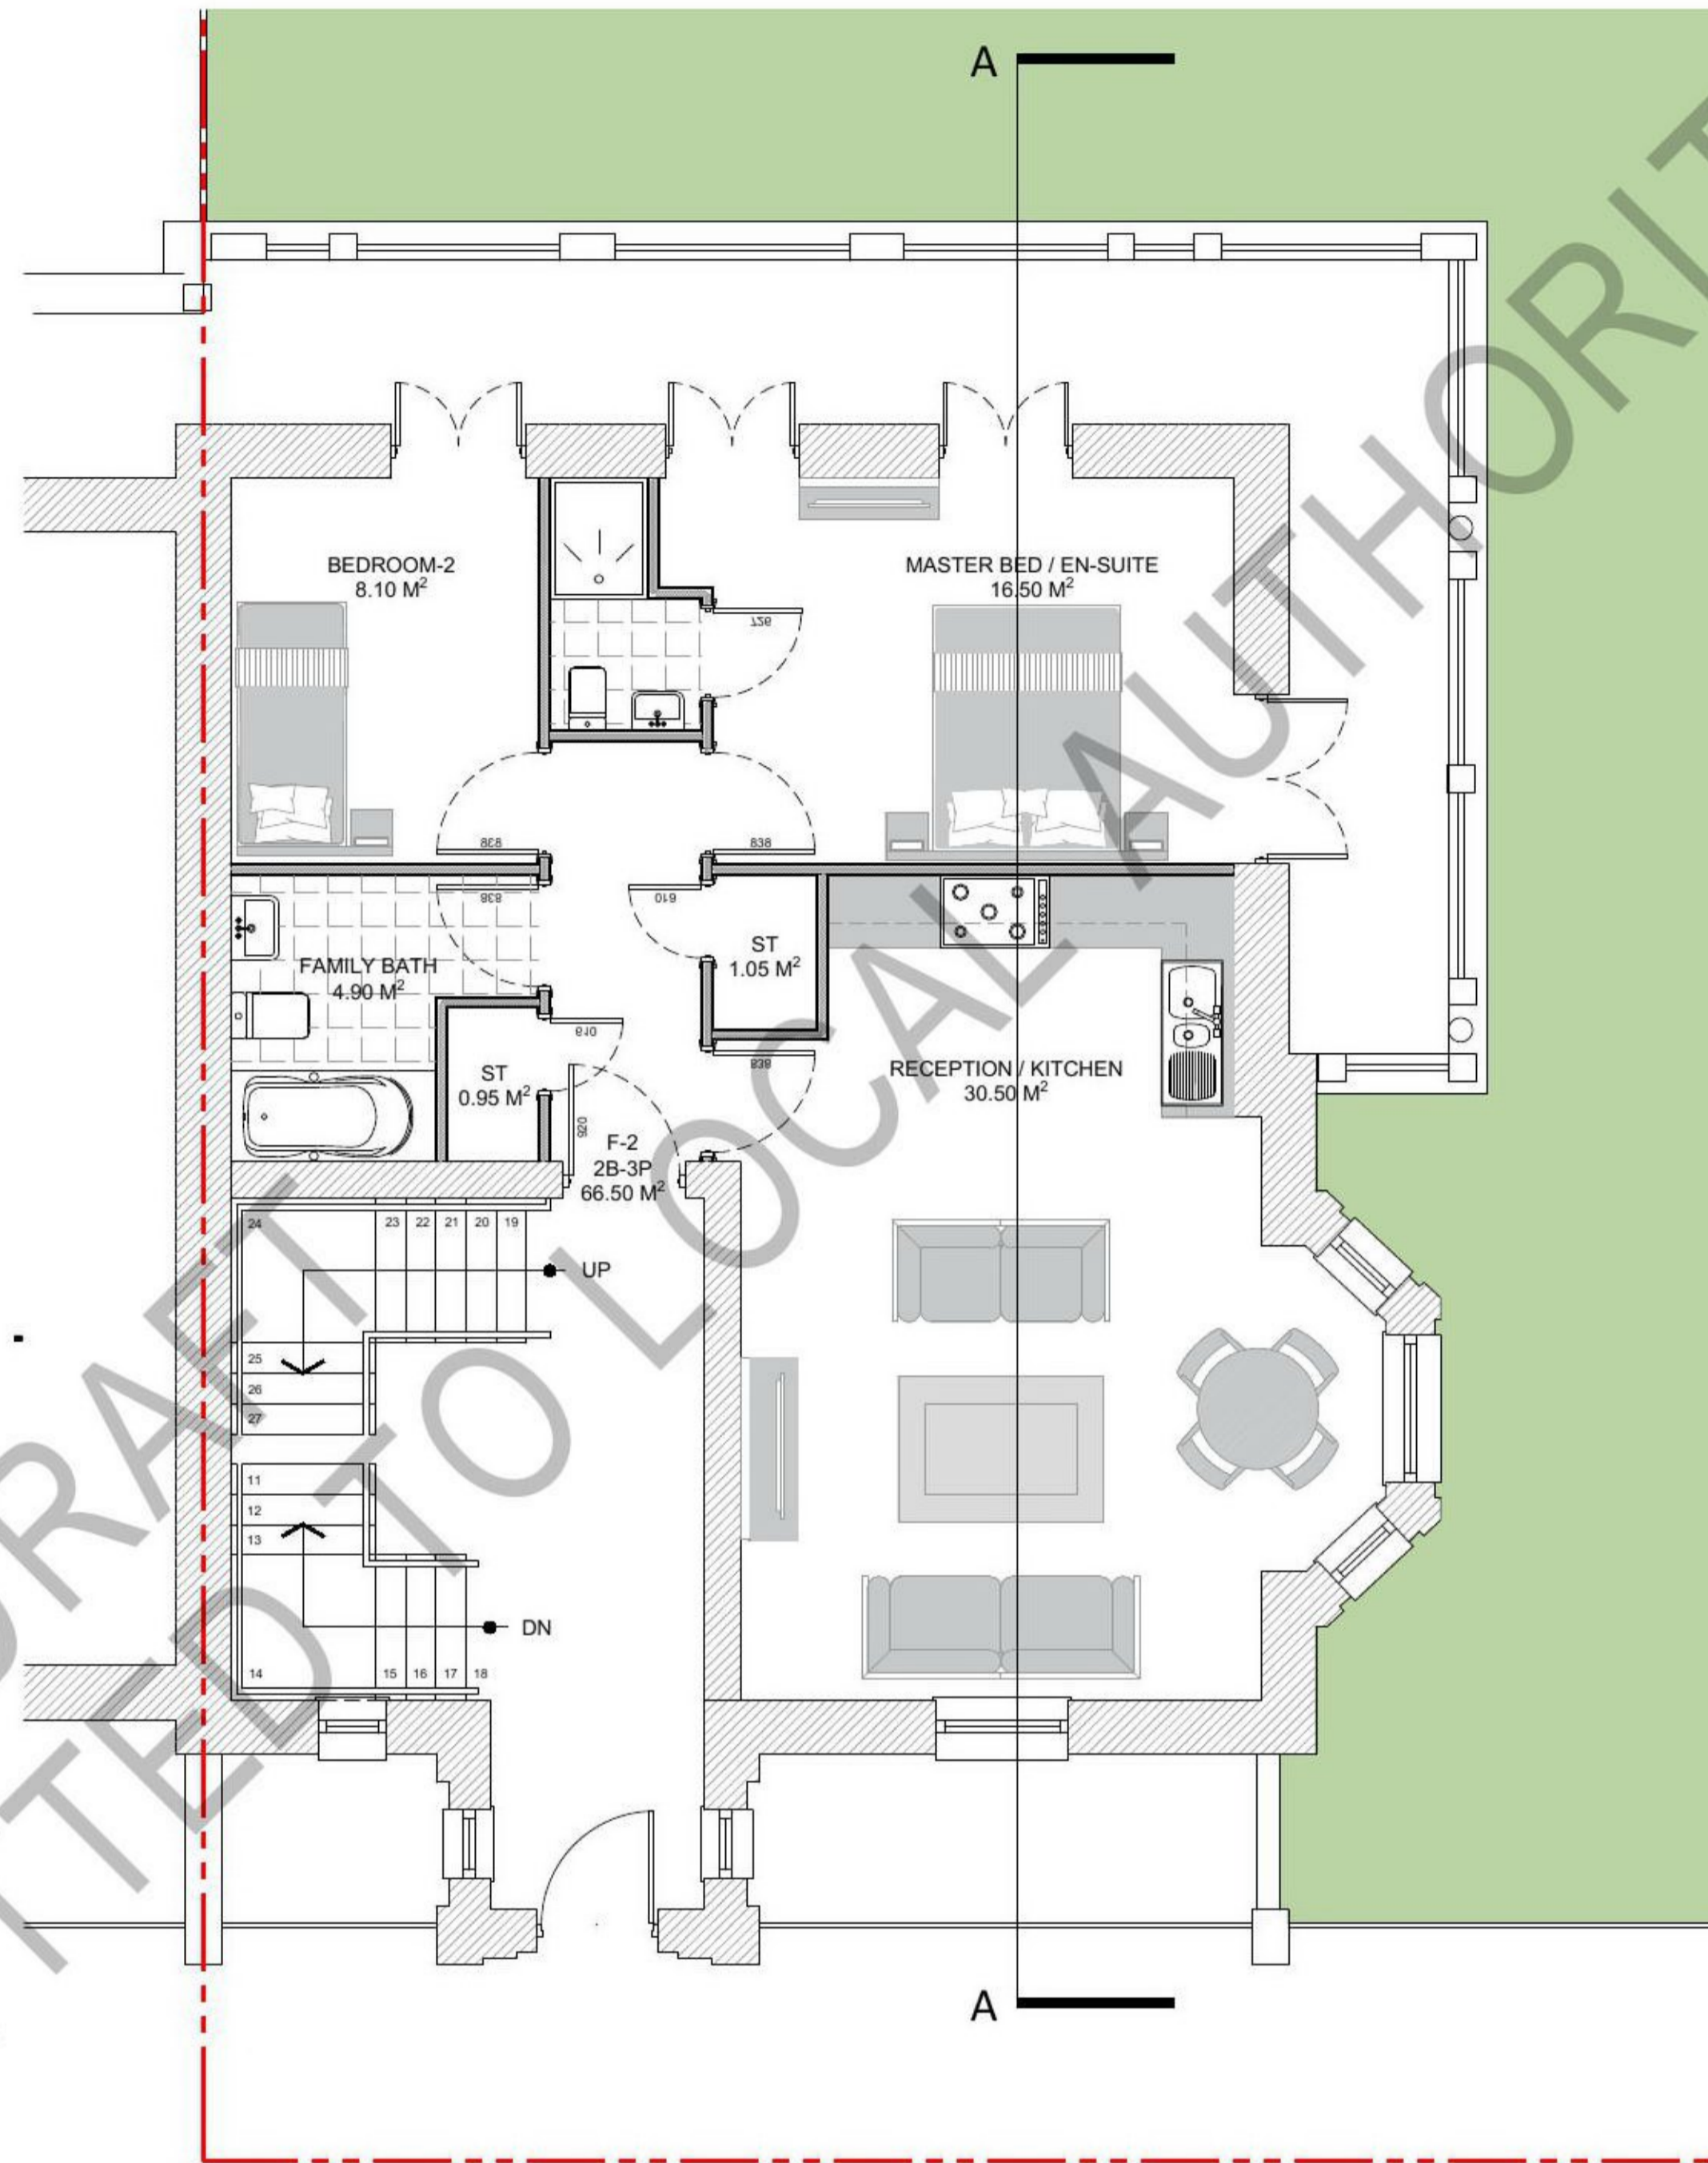 A
BEDROOM-2
8.10 M²
MASTER BED / EN-SUITE
16.50 M²
726
838
838
838
610
ST
1.05 M²
FAMILY BATH
4.90 M²
610
838
ST
0.95 M²
RECEPTION / KITCHEN
30.50 M²
920
F-2
2B-3P
66.50 M²
24 23 22 21 20 19
UP
25
26
27
11
12
13
DN
14 15 16 17 18
A
DRAFT
TTED TO LOCAL AUTHORIT